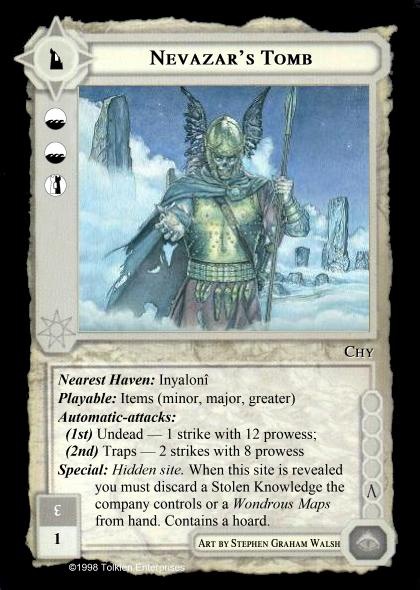 Nevazar's Tomb
Chy
Nearest Haven: Inyalonî
Playable: Items (minor, major, greater)
Automatic-attacks:
(1st) Undead — 1 strike with 12 prowess;
(2nd) Traps — 2 strikes with 8 prowess
Special: Hidden site. When this site is revealed
you must discard a Stolen Knowledge the
company controls or a Wondrous Maps
from hand. Contains a hoard.
ε
1
Λ
Art by Stephen Graham Walsh
©1998 Tolkien Enterprises